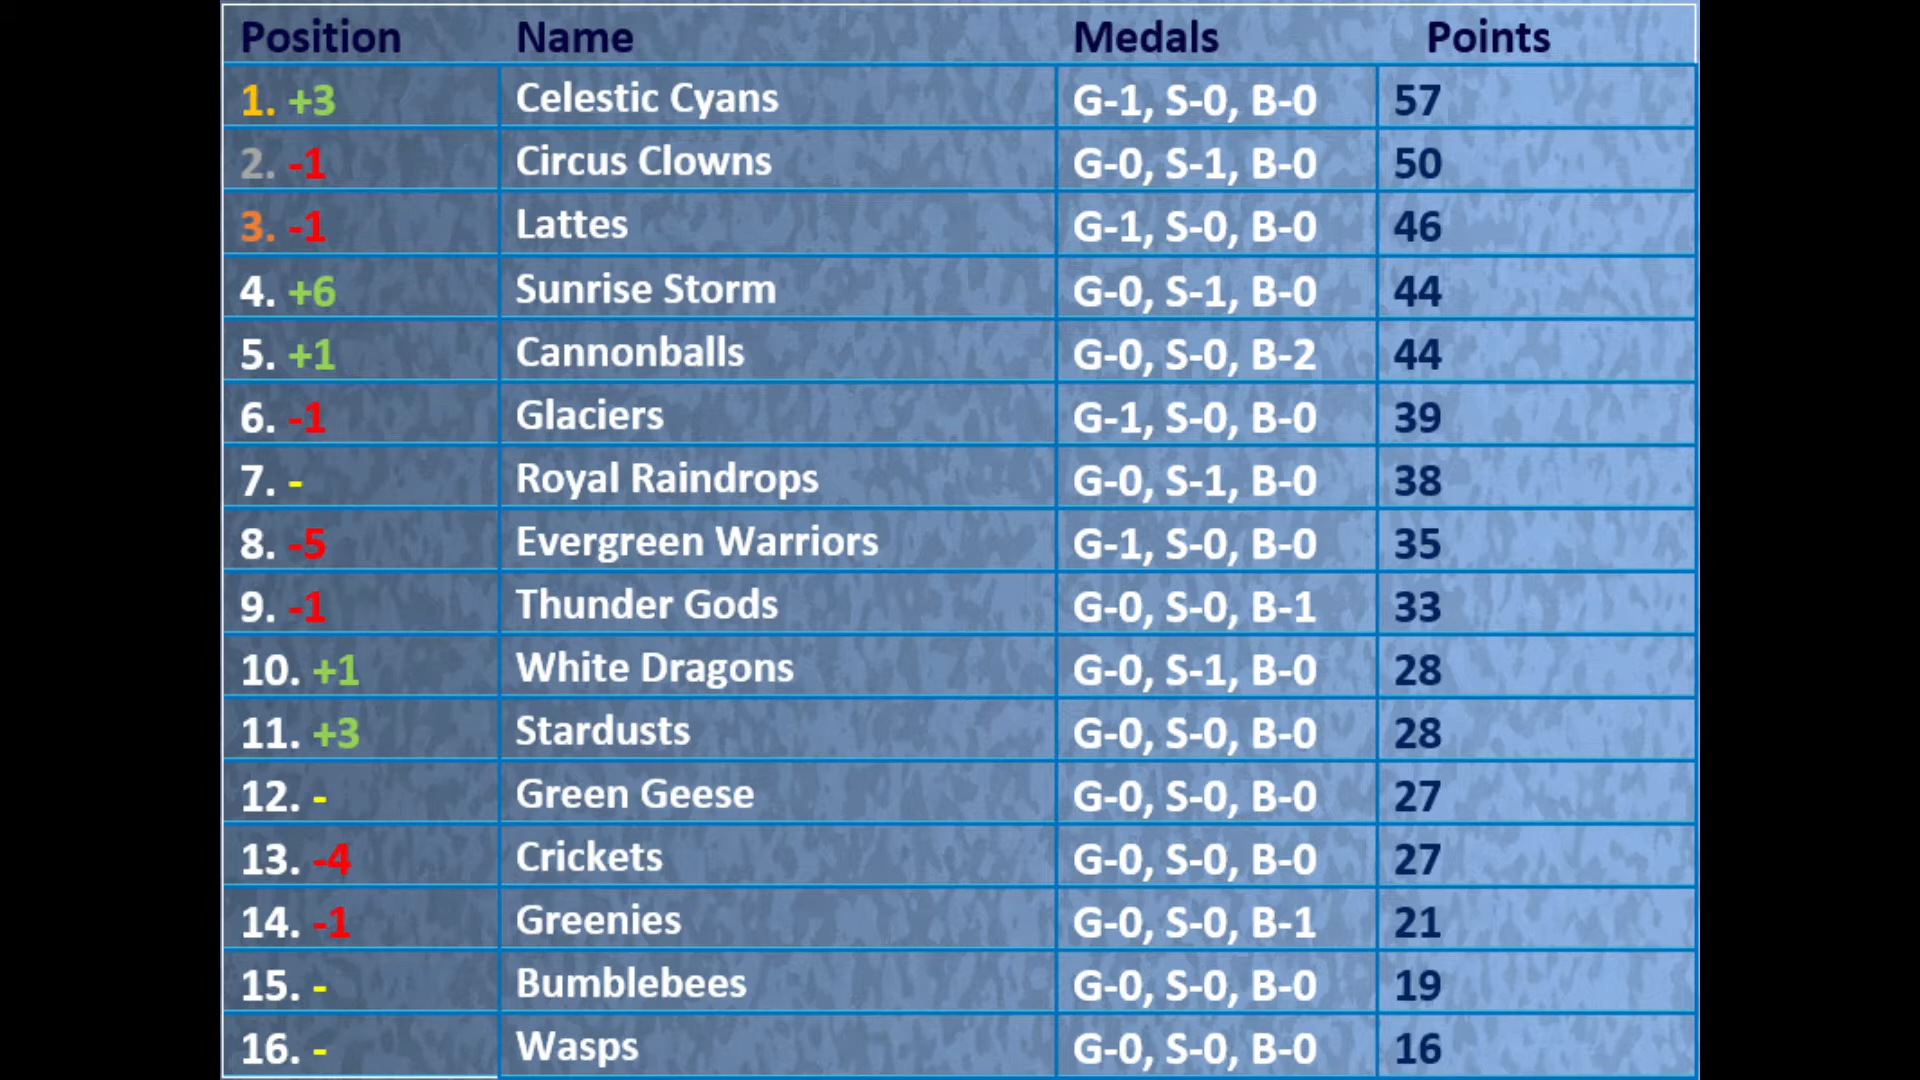 Position Name Medals Points
1. +3 Celestic Cyans G-1, S-0, B-0 57
2. -1 Circus Clowns G-0, S-1, B-0 50
3. -1 Lattes G-1, S-0, B-0 46
4. +6 Sunrise Storm G-0, S-1, B-0 44
5. +1 Cannonballs G-0, S-0, B-2 44
6. -1 Glaciers G-1, S-0, B-0 39
7. - Royal Raindrops G-0, S-1, B-0 38
8. -5 Evergreen Warriors G-1, S-0, B-0 35
9. -1 Thunder Gods G-0, S-0, B-1 33
10. +1 White Dragons G-0, S-1, B-0 28
11. +3 Stardusts G-0, S-0, B-0 28
12. - Green Geese G-0, S-0, B-0 27
13. -4 Crickets G-0, S-0, B-0 27
14. -1 Greenies G-0, S-0, B-1 21
15. - Bumblebees G-0, S-0, B-0 19
16. - Wasps G-0, S-0, B-0 16